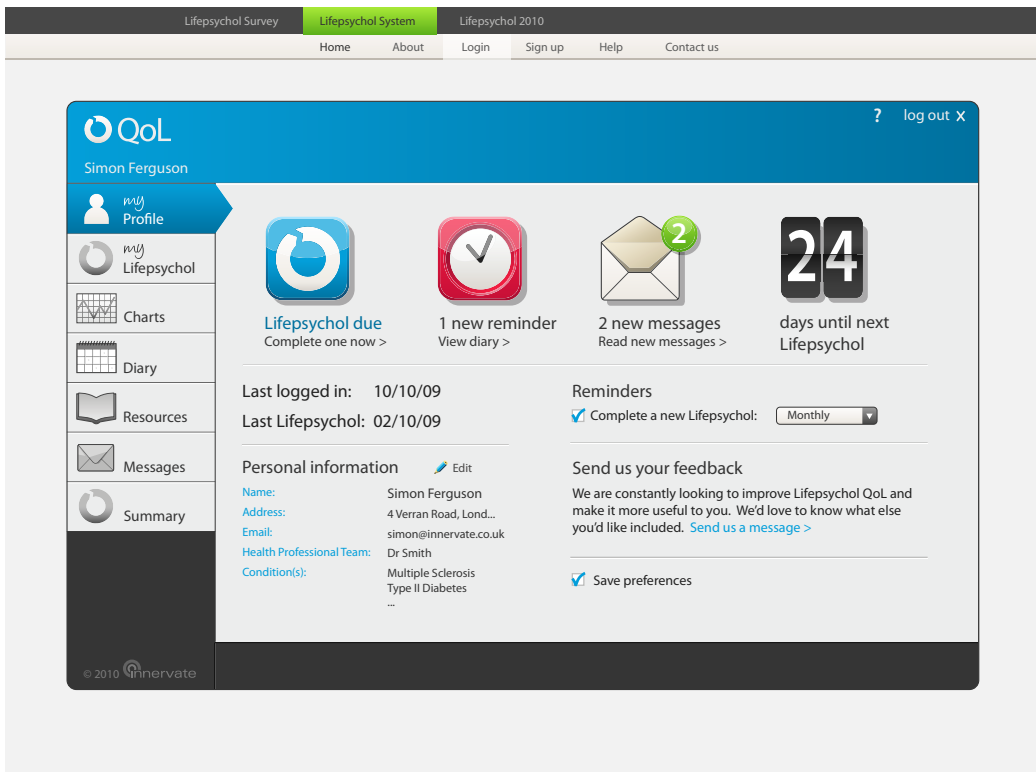 Lifepsychol Survey Lifepsychol System Lifepsychol 2010
Home About Login Sign up Help Contact us
? log out X
QoL
Simon Ferguson
my
Profile
my
Lifepsychol
Charts
Diary
Resources
Messages
Summary
© 2010 innervate
Lifepsychol due
Complete one now >
1 new reminder
View diary >
2
2 new messages
Read new messages >
24
days until next
Lifepsychol
Last logged in: 10/10/09
Last Lifepsychol: 02/10/09
Personal information Edit
Name: Simon Ferguson
Address: 4 Verran Road, Lond...
Email: simon@innervate.co.uk
Health Professional Team: Dr Smith
Condition(s): Multiple Sclerosis
Type II Diabetes
...
Reminders
Complete a new Lifepsychol: Monthly
Send us your feedback
We are constantly looking to improve Lifepsychol QoL and
make it more useful to you. We'd love to know what else
you'd like included. Send us a message >
Save preferences